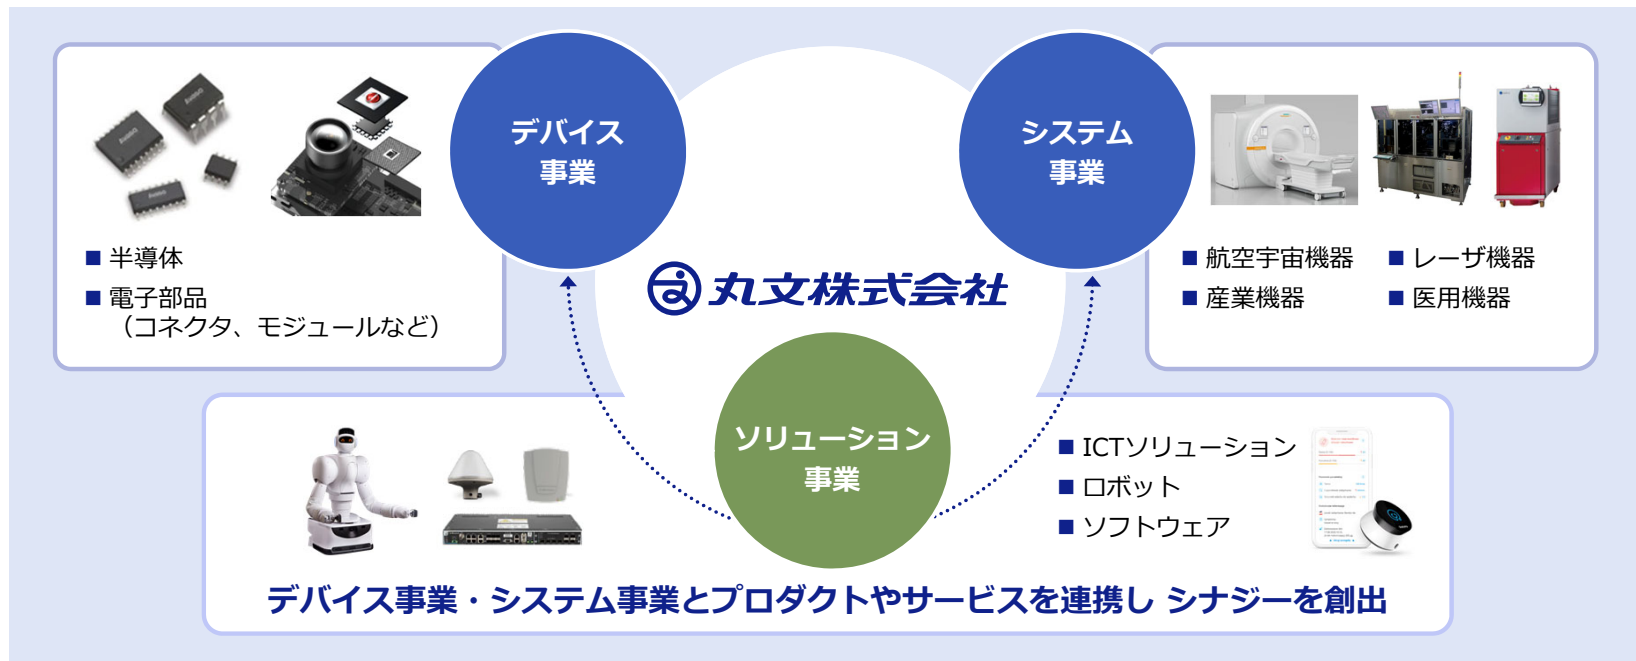 デバイス
事業
■ 半導体
■ 電子部品
（コネクタ、モジュールなど）
丸文株式会社
システム
事業
■ 航空宇宙機器
■ レーザ機器
■ 産業機器
■ 医用機器
ソリューション
事業
■ ICTソリューション
■ ロボット
■ ソフトウェア
デバイス事業・システム事業とプロダクトやサービスを連携し シナジーを創出